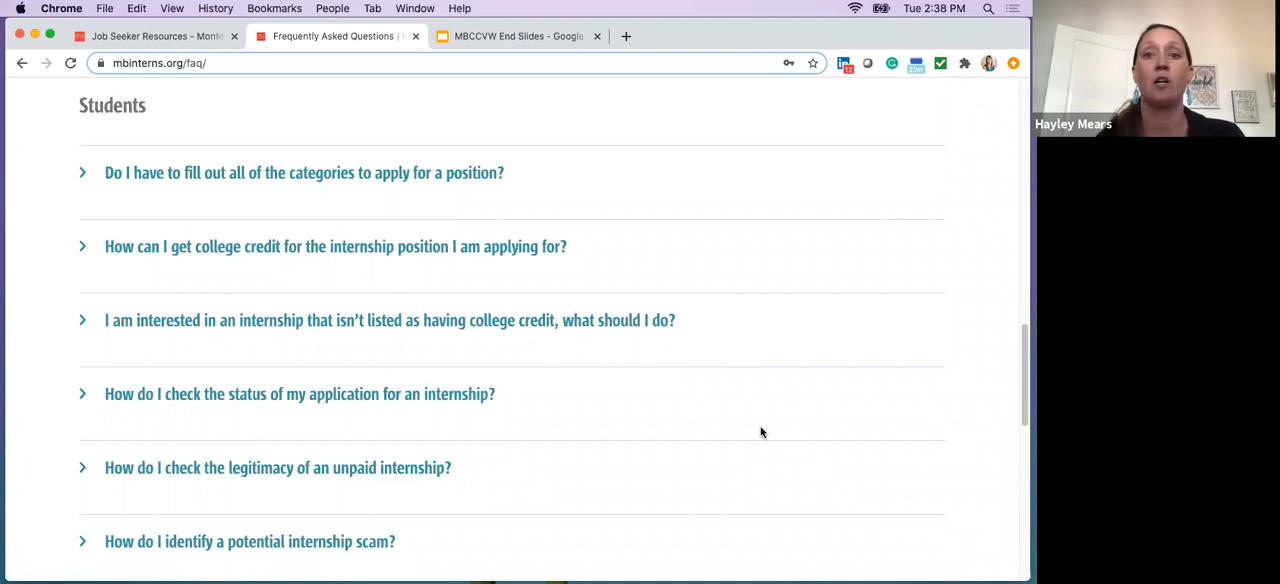 Chrome File Edit View History Bookmarks People Tab Window Help Tue 2:38 PM
Job Seeker Resources - Monte
Frequently Asked Questions |
MBCCVW End Slides - Google
mbinterns.org/faq/
12
Students
Do I have to fill out all of the categories to apply for a position?
How can I get college credit for the internship position I am applying for?
I am interested in an internship that isn't listed as having college credit, what should I do?
How do I check the status of my application for an internship?
How do I check the legitimacy of an unpaid internship?
How do I identify a potential internship scam?
Hayley Mears